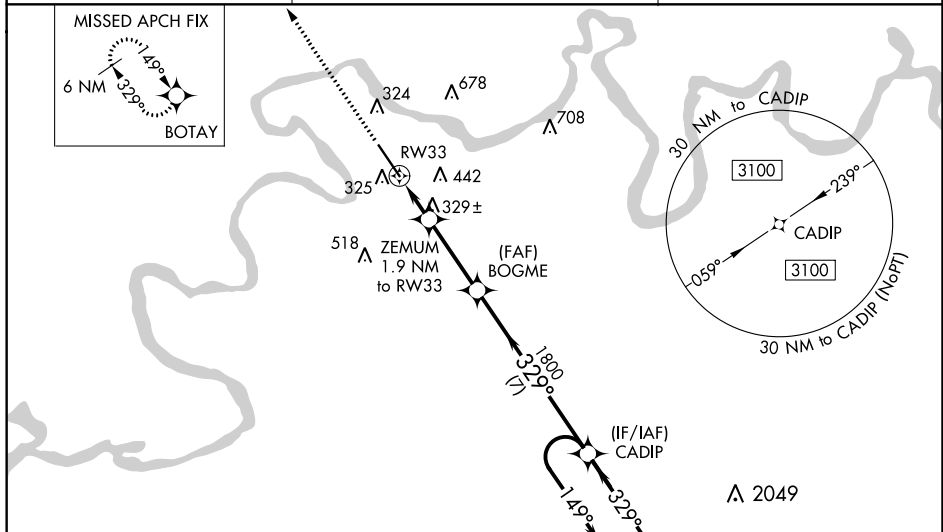 MISSED APCH FIX
6 NM
149°
329°
BOTAY
324
678
708
RW33
325
442
329±
518
ZEMUM
1.9 NM
to RW33
(FAF)
BOGME
1800
329°
(7)
(IF/IAF)
CADIP
149°
329°
2049
30 NM to CADIP
3100
239°
CADIP
059°
3100
30 NM to CADIP (NoPT)